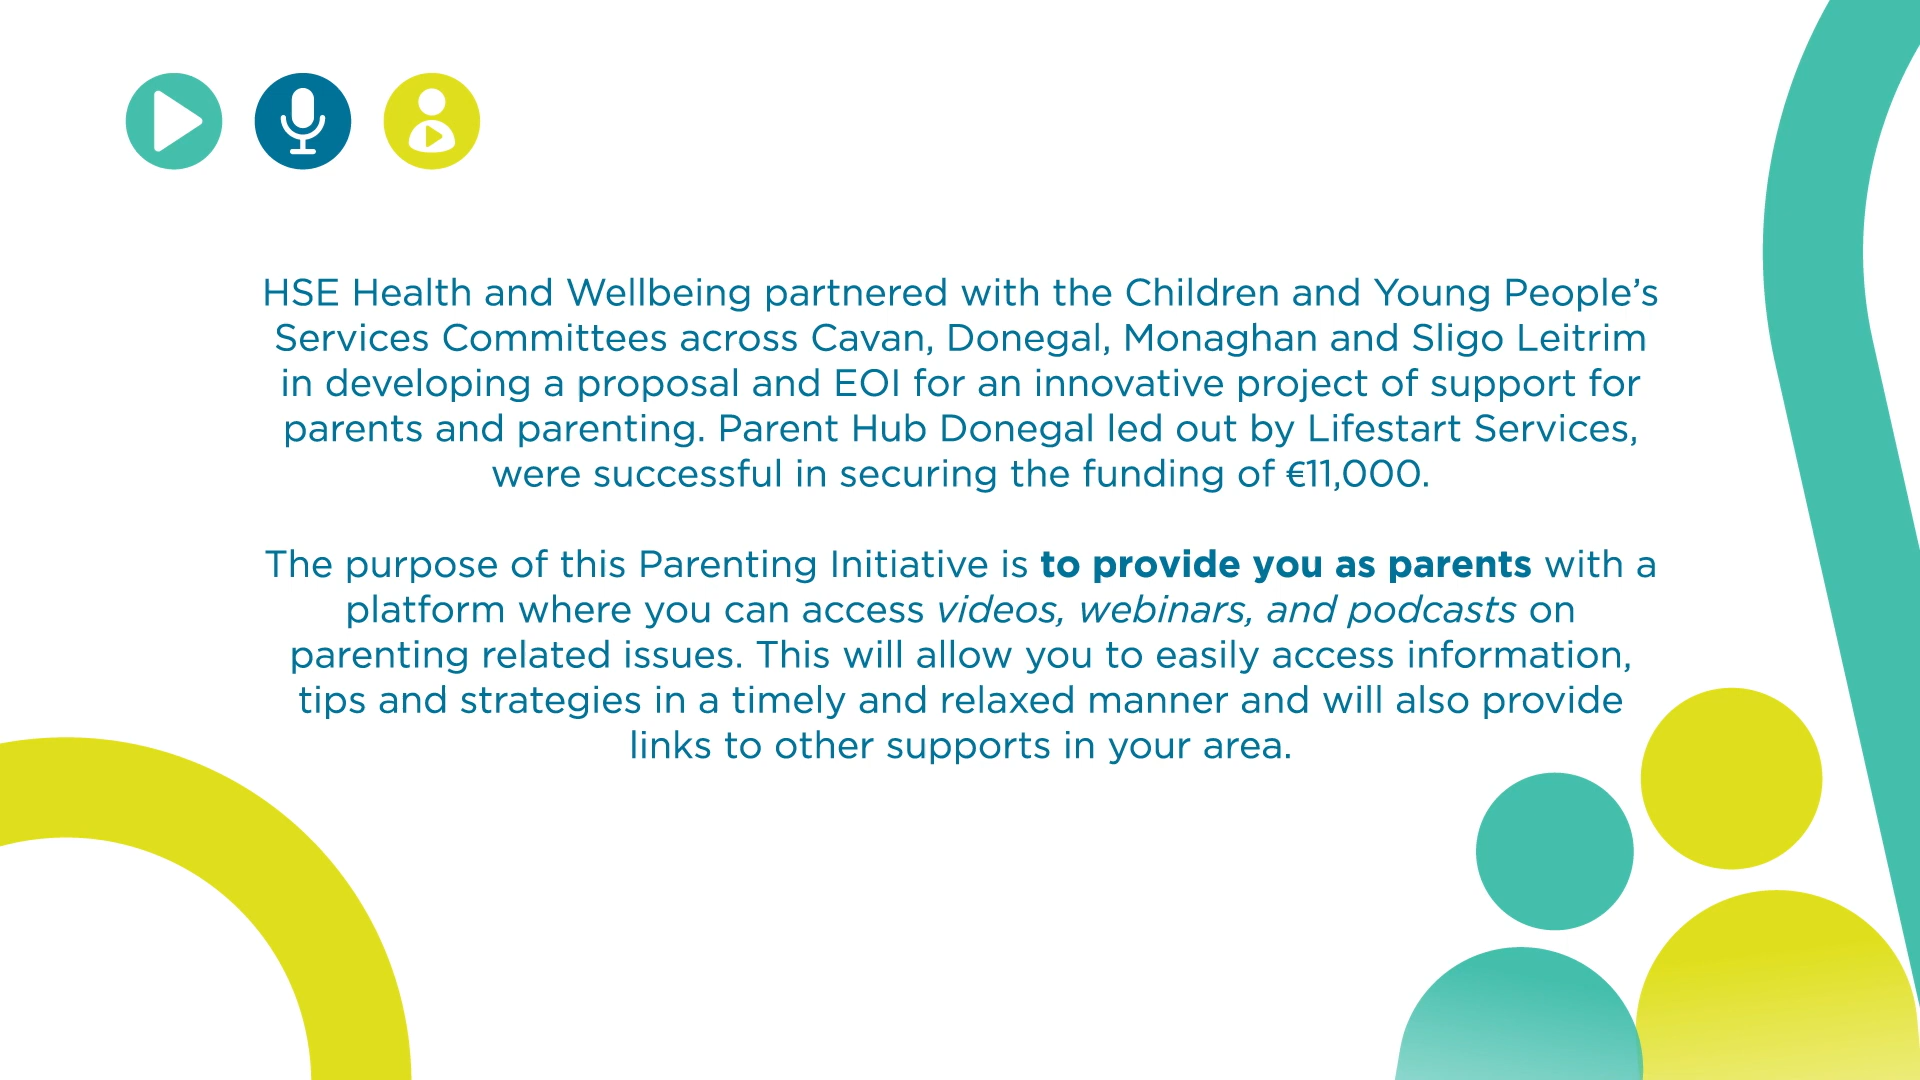 HSE Health and Wellbeing partnered with the Children and Young People’s
Services Committees across Cavan, Donegal, Monaghan and Sligo Leitrim
in developing a proposal and EOI for an innovative project of support for
parents and parenting. Parent Hub Donegal led out by Lifestart Services,
were successful in securing the funding of €11,000.
The purpose of this Parenting Initiative is to provide you as parents with a
platform where you can access videos, webinars, and podcasts on
parenting related issues. This will allow you to easily access information,
tips and strategies in a timely and relaxed manner and will also provide
links to other supports in your area.